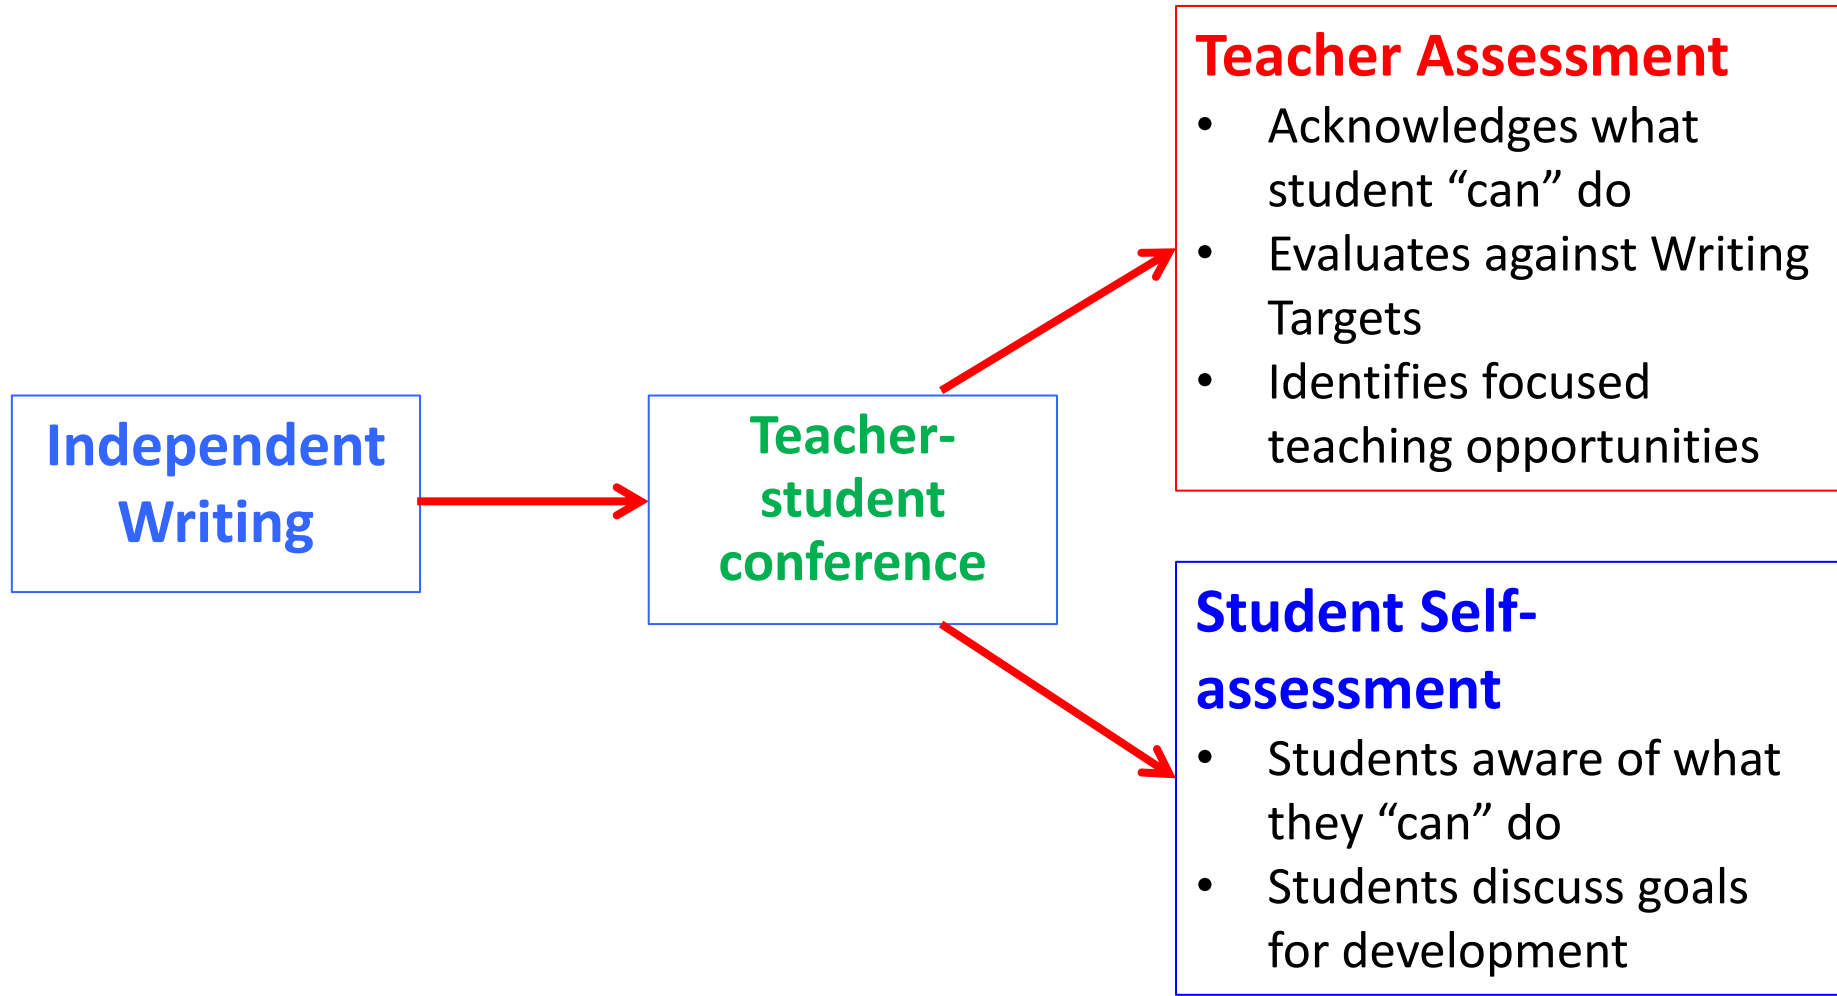 Independent
Writing
Teacher-
student
conference
Teacher Assessment
• Acknowledges what
student “can” do
• Evaluates against Writing
Targets
• Identifies focused
teaching opportunities
Student Self-
assessment
• Students aware of what
they “can” do
• Students discuss goals
for development